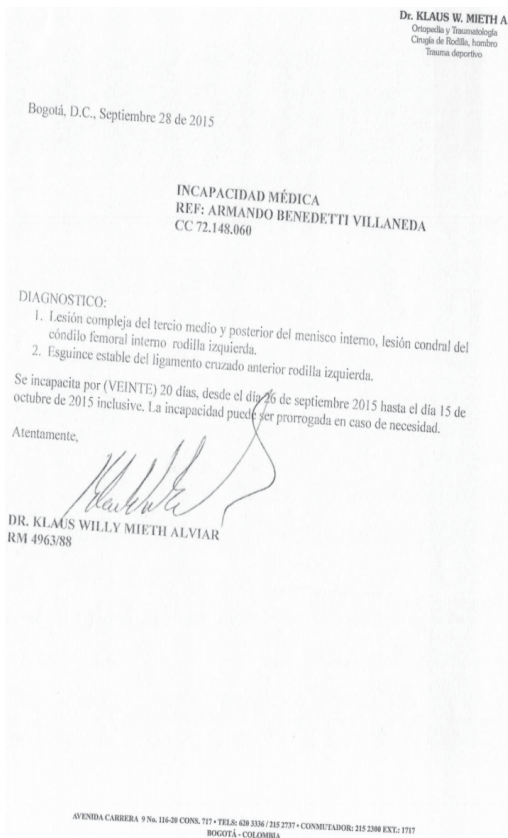 Dr. KLAUS W. MIETH A
Ortopedia y Traumatología
Cirugía de Rodilla, hombro
Trauma deportivo
Bogotá, D.C., Septiembre 28 de 2015
INCAPACIDAD MÉDICA
REF: ARMANDO BENEDETTI VILLANEDA
CC 72.148.060
DIAGNOSTICO:
1. Lesión compleja del tercio medio y posterior del menisco interno, lesión condral del
cóndilo femoral interno rodilla izquierda.
2. Esguince estable del ligamento cruzado anterior rodilla izquierda.
Se incapacita por (VEINTE) 20 días, desde el día 26 de septiembre 2015 hasta el día 15 de
octubre de 2015 inclusive. La incapacidad puede ser prorrogada en caso de necesidad.
Atentamente,
DR. KLAUS WILLY MIETH ALVIAR
RM 4963/88
AVENIDA CARRERA 9 No. 116-20 CONS. 717 • TELS: 620 3336 / 215 2737 • CONMUTADOR: 215 2300 EXT.: 1717
BOGOTÁ - COLOMBIA